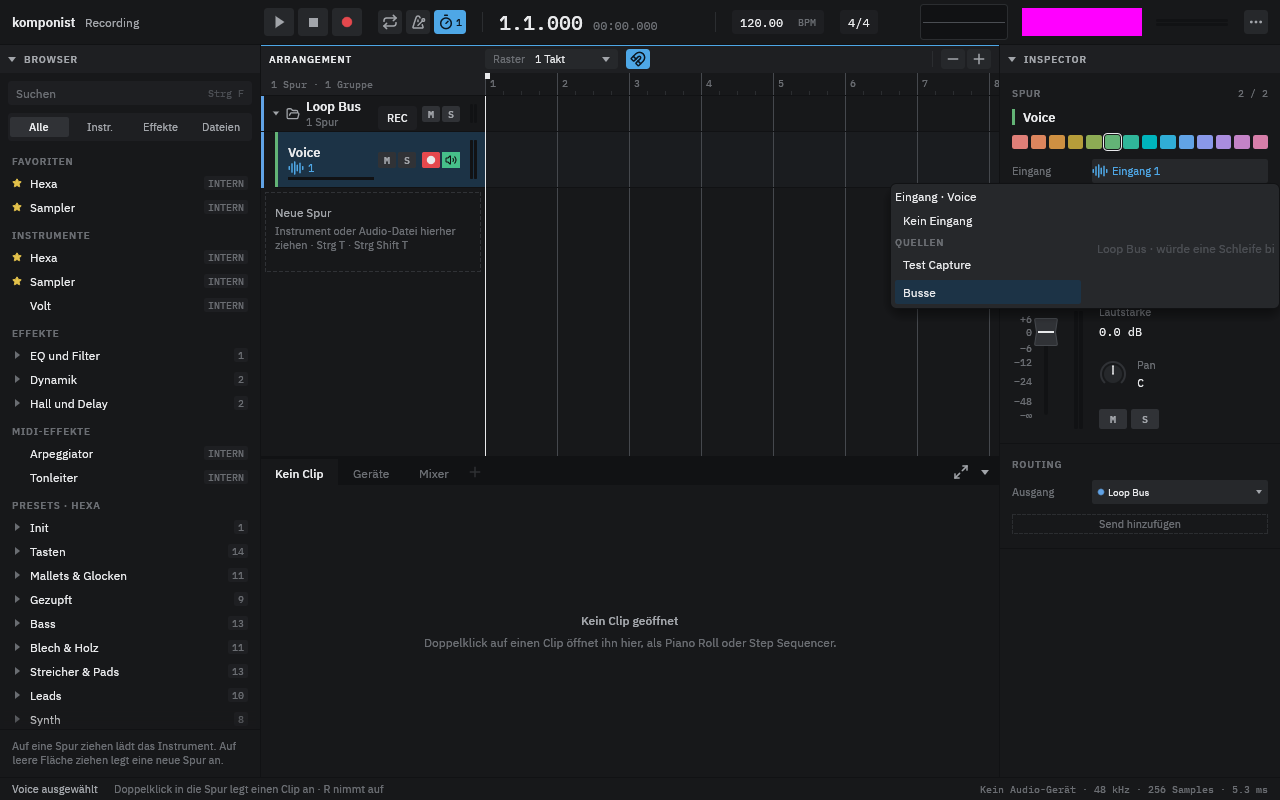 komponist Recording
1
1.1.000 00:00.000
120.00 BPM 4/4
BROWSER
Suchen Strg F
Alle Instr. Effekte Dateien
FAVORITEN
Hexa INTERN
Sampler INTERN
INSTRUMENTE
Hexa INTERN
Sampler INTERN
Volt INTERN
EFFEKTE
EQ und Filter 1
Dynamik 2
Hall und Delay 2
MIDI-EFFEKTE
Arpeggiator INTERN
Tonleiter INTERN
PRESETS · HEXA
Init 1
Tasten 14
Mallets & Glocken 11
Gezupft 9
Bass 13
Blech & Holz 11
Streicher & Pads 13
Leads 10
Synth 8
Auf eine Spur ziehen lädt das Instrument. Auf
leere Fläche ziehen legt eine neue Spur an.
ARRANGEMENT
Raster 1 Takt
1 Spur · 1 Gruppe
1 2 3 4 5 6 7 8
Loop Bus
1 Spur
REC M S
Voice
1
M S
Neue Spur
Instrument oder Audio-Datei hierher
ziehen · Strg T · Strg Shift T
Kein Clip Geräte Mixer
Kein Clip geöffnet
Doppelklick auf einen Clip öffnet ihn hier, als Piano Roll oder Step Sequencer.
INSPECTOR
SPUR 2 / 2
Voice
Eingang Eingang 1
Eingang · Voice
Kein Eingang
QUELLEN
Loop Bus · würde eine Schleife bi
Test Capture
Busse
Lautstärke
0.0 dB
+6
0
−6
−12
−24
−48
−∞
Pan
C
M S
ROUTING
Ausgang Loop Bus
Send hinzufügen
Voice ausgewählt Doppelklick in die Spur legt einen Clip an · R nimmt auf
Kein Audio-Gerät · 48 kHz · 256 Samples · 5.3 ms